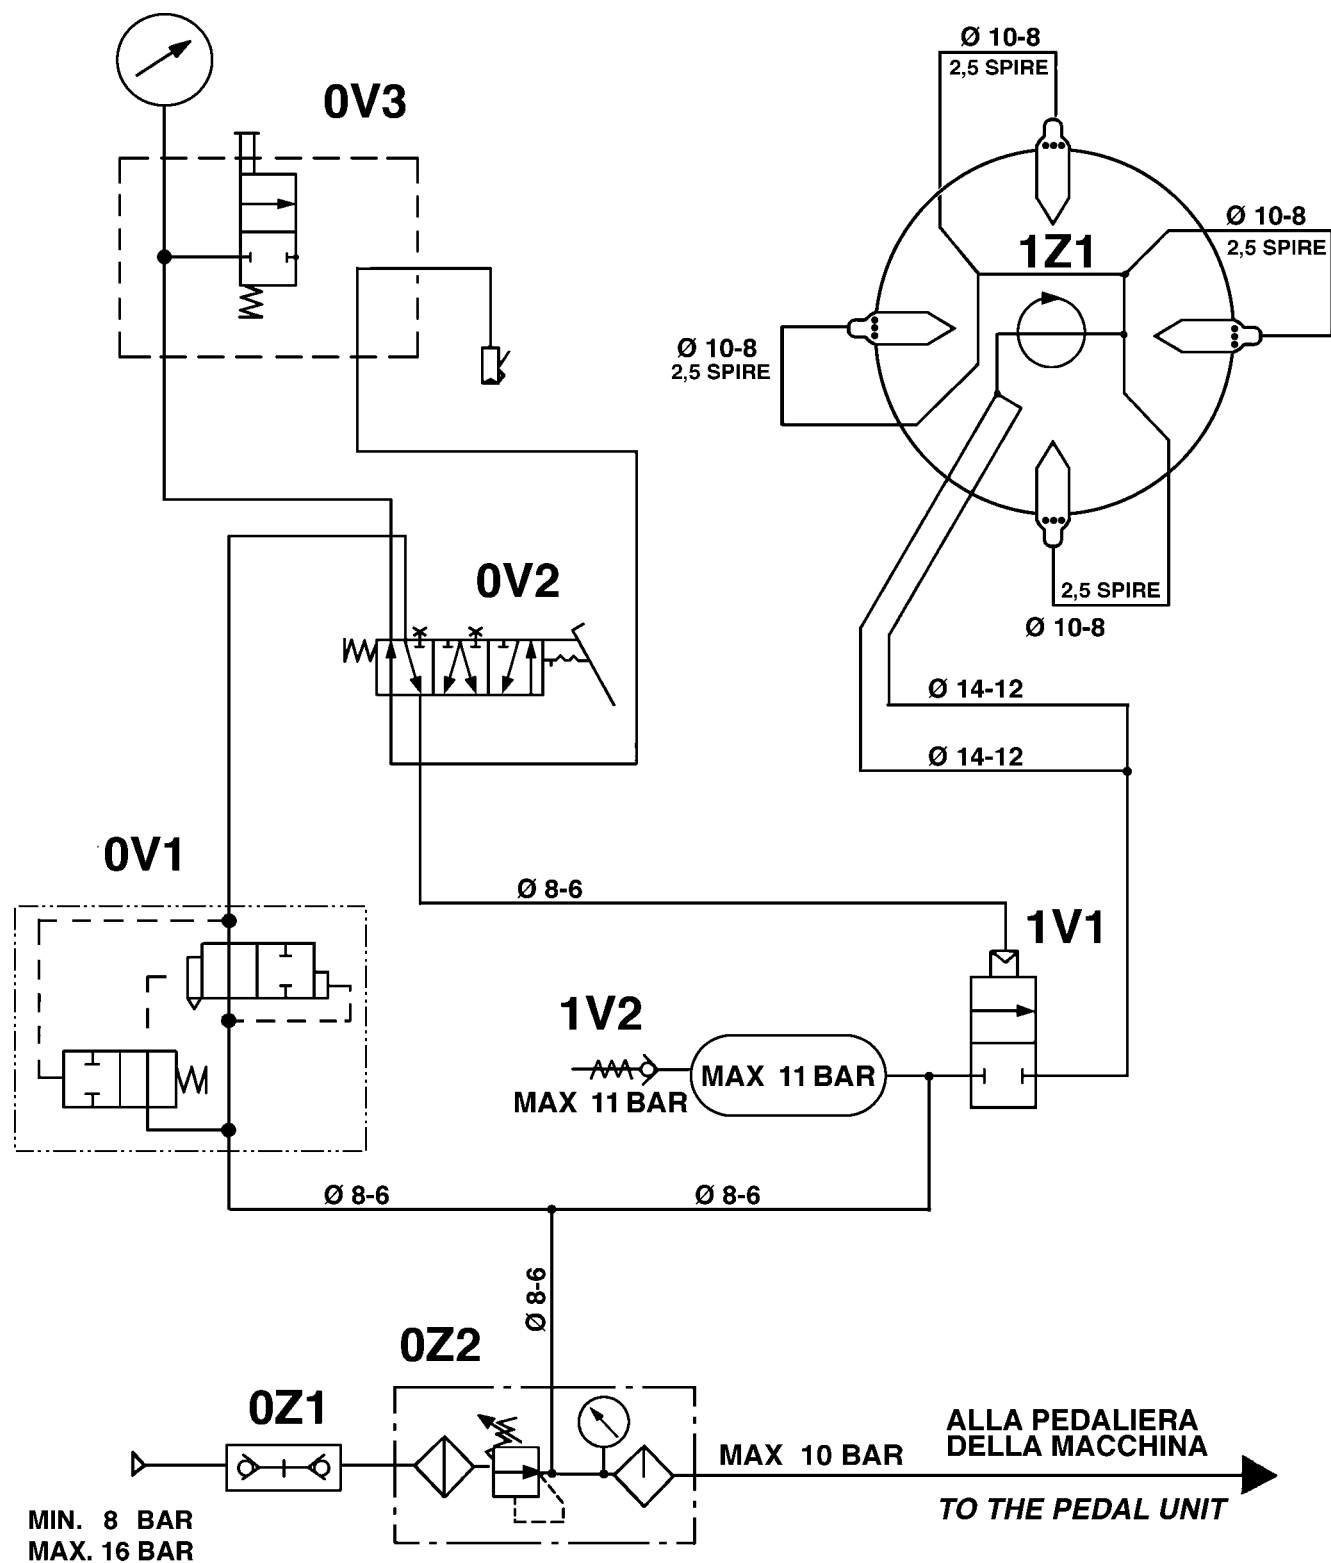 Ø 10-8
2,5 SPIRE
0V3
Ø 10-8
2,5 SPIRE
1Z1
Ø 10-8
2,5 SPIRE
0V2
2,5 SPIRE
Ø 10-8
Ø 14-12
Ø 14-12
0V1
Ø 8-6
1V1
1V2
MAX 11 BAR
MAX 11 BAR
Ø 8-6
Ø 8-6
Ø 8-6
0Z2
0Z1
ALLA PEDALIERA
DELLA MACCHINA
MAX 10 BAR
TO THE PEDAL UNIT
MIN. 8 BAR
MAX. 16 BAR